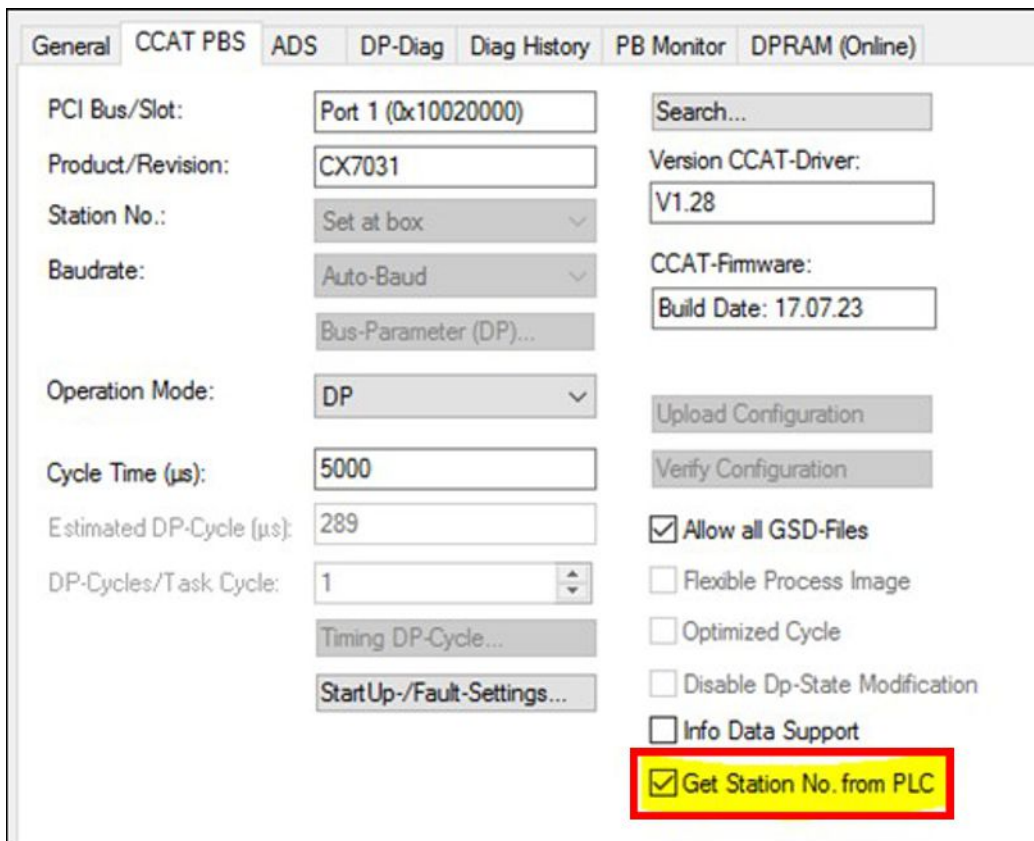 General CCAT PBS ADS DP-Diag Diag History PB Monitor DPRAM (Online)
PCI Bus/Slot: Port 1 (0x10020000) Search...
Product/Revision: CX7031 Version CCAT-Driver:
Station No.: Set at box V1.28
Baudrate: Auto-Baud CCAT-Firmware:
Bus-Parameter (DP)... Build Date: 17.07.23
Operation Mode: DP Upload Configuration
Cycle Time (µs): 5000 Verify Configuration
Estimated DP-Cycle (µs): 289 Allow all GSD-Files
DP-Cycles/Task Cycle: 1 Flexible Process Image
Timing DP-Cycle... Optimized Cycle
StartUp-/Fault-Settings... Disable Dp-State Modification
Info Data Support
Get Station No. from PLC